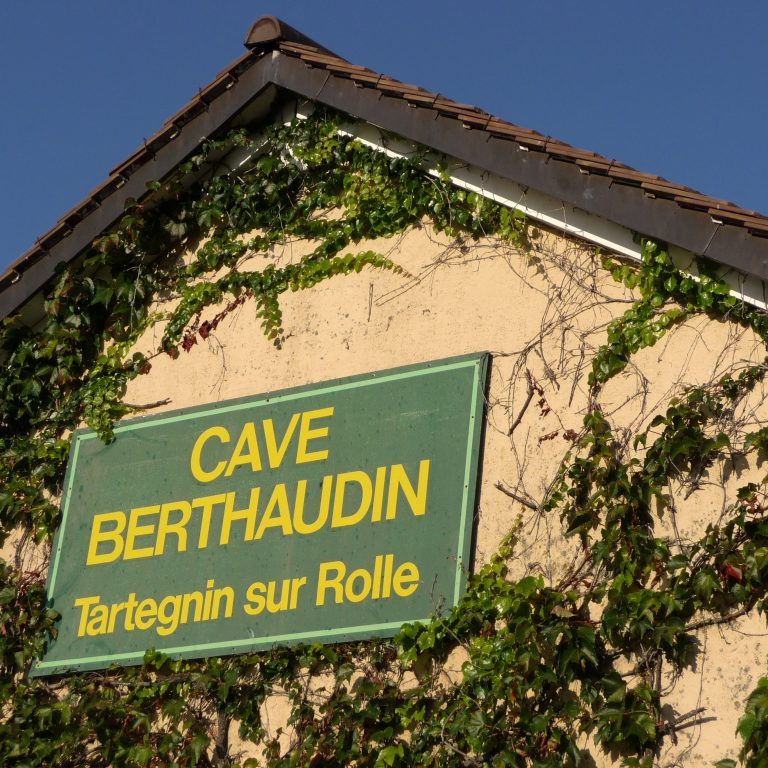 CAVE
BERTHAUDIN
Tartegnin sur Rolle